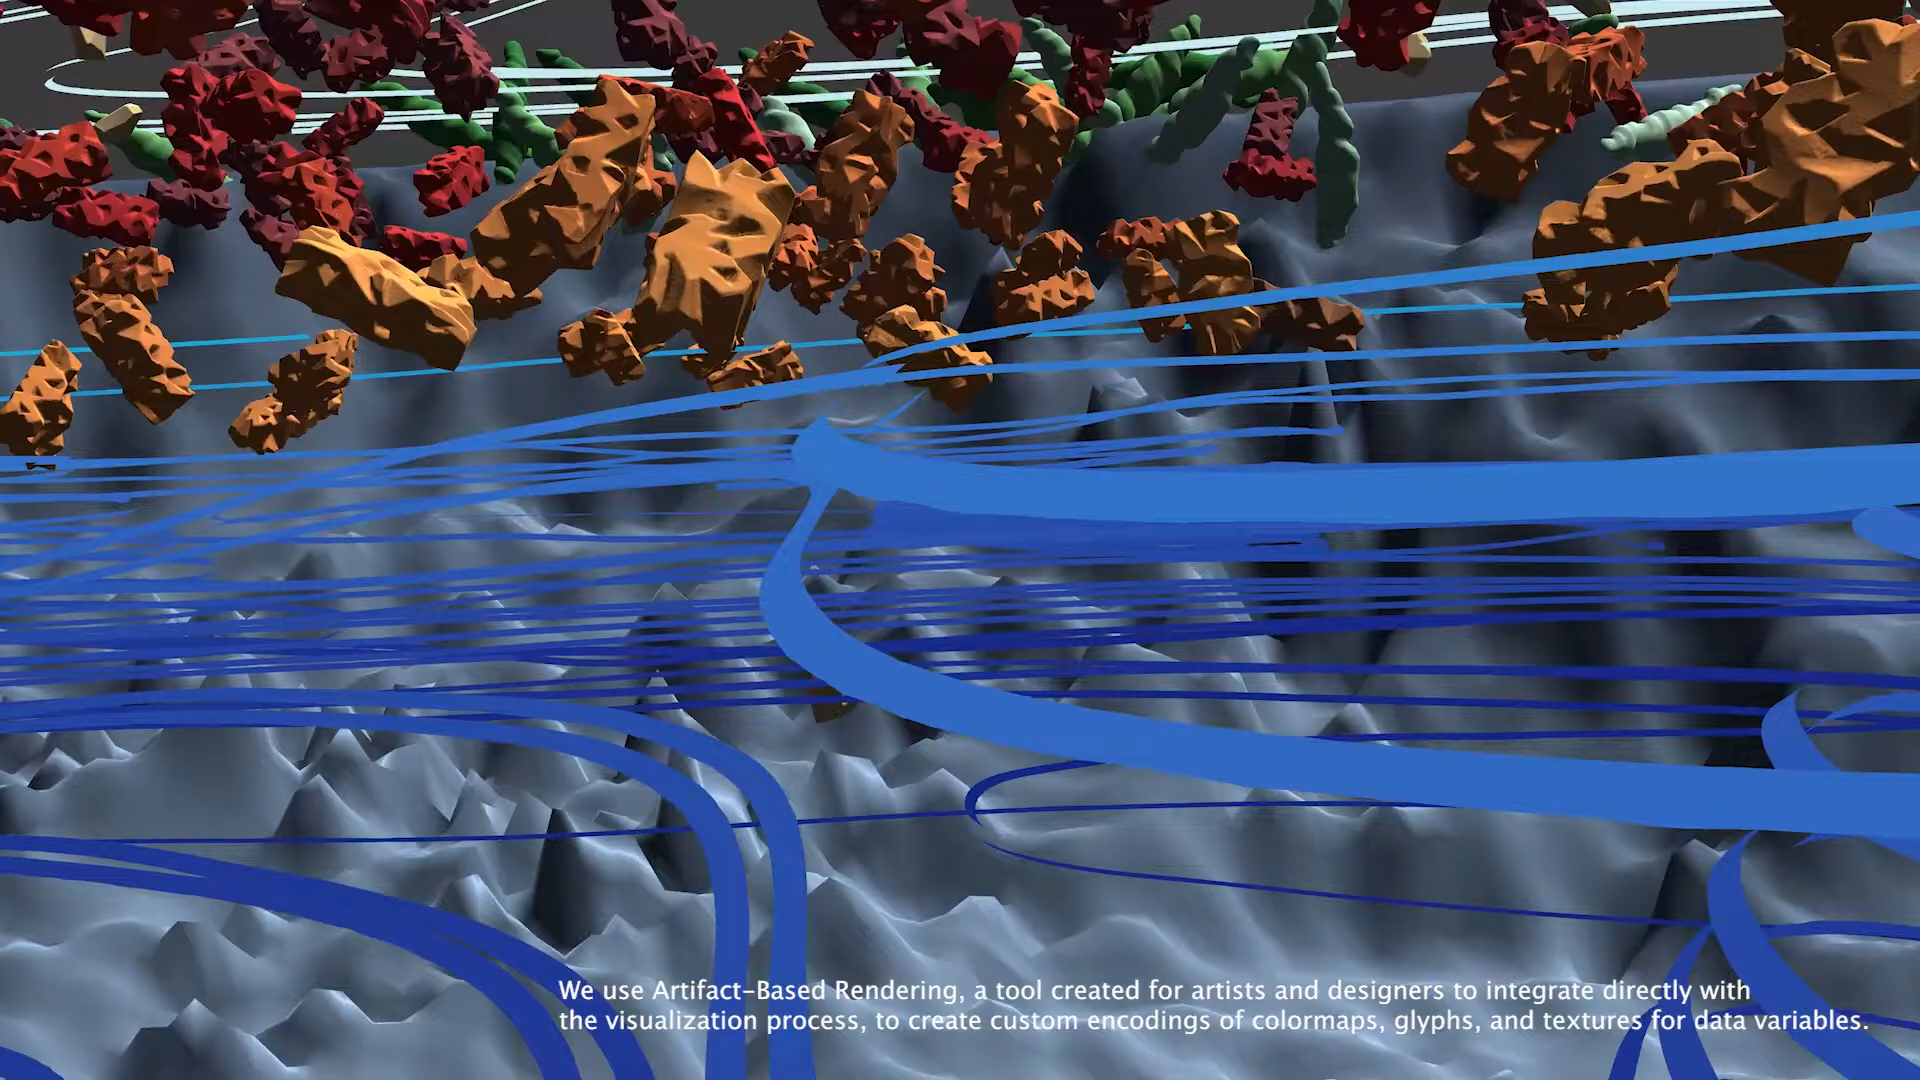 We use Artifact-Based Rendering, a tool created for artists and designers to integrate directly with
the visualization process, to create custom encodings of colormaps, glyphs, and textures for data variables.